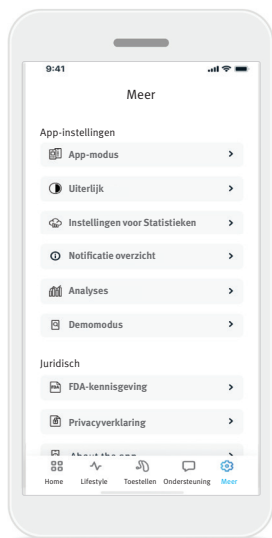 9:41
Meer
App-instellingen
App-modus
Uiterlijk
Instellingen voor Statistieken
Notificatie overzicht
Analyses
Demomodus
Juridisch
FDA-kennisgeving
Privacyverklaring
About the app
Home Lifestyle Toestellen Ondersteuning Meer